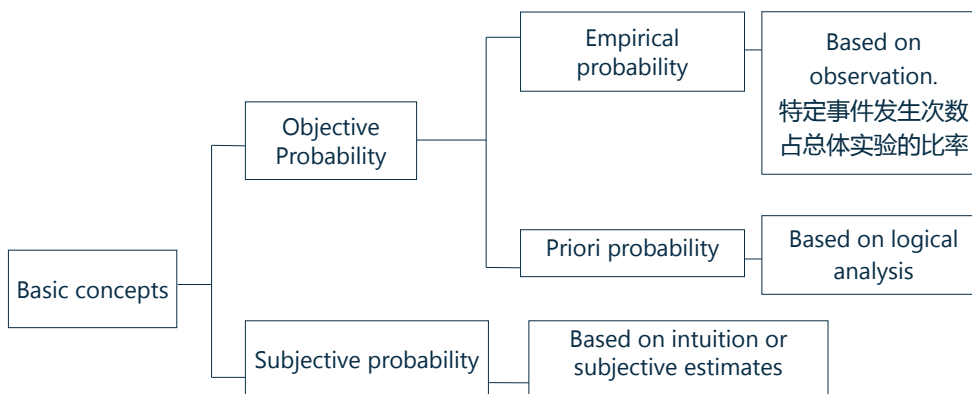 Empirical
probability
Based on
observation.
特定事件发生次数
占总体实验的比率
Objective
Probability
Priori probability
Based on logical
analysis
Basic concepts
Subjective probability
Based on intuition or
subjective estimates